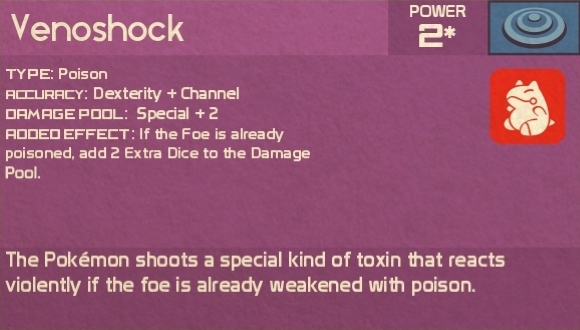 Venoshock
POWER
2*
TYPE: Poison
ACCURACY: Dexterity + Channel
DAMAGE POOL: Special + 2
ADDED EFFECT: If the Foe is already
poisoned, add 2 Extra Dice to the Damage
Pool.
The Pokémon shoots a special kind of toxin that reacts
violently if the foe is already weakened with poison.